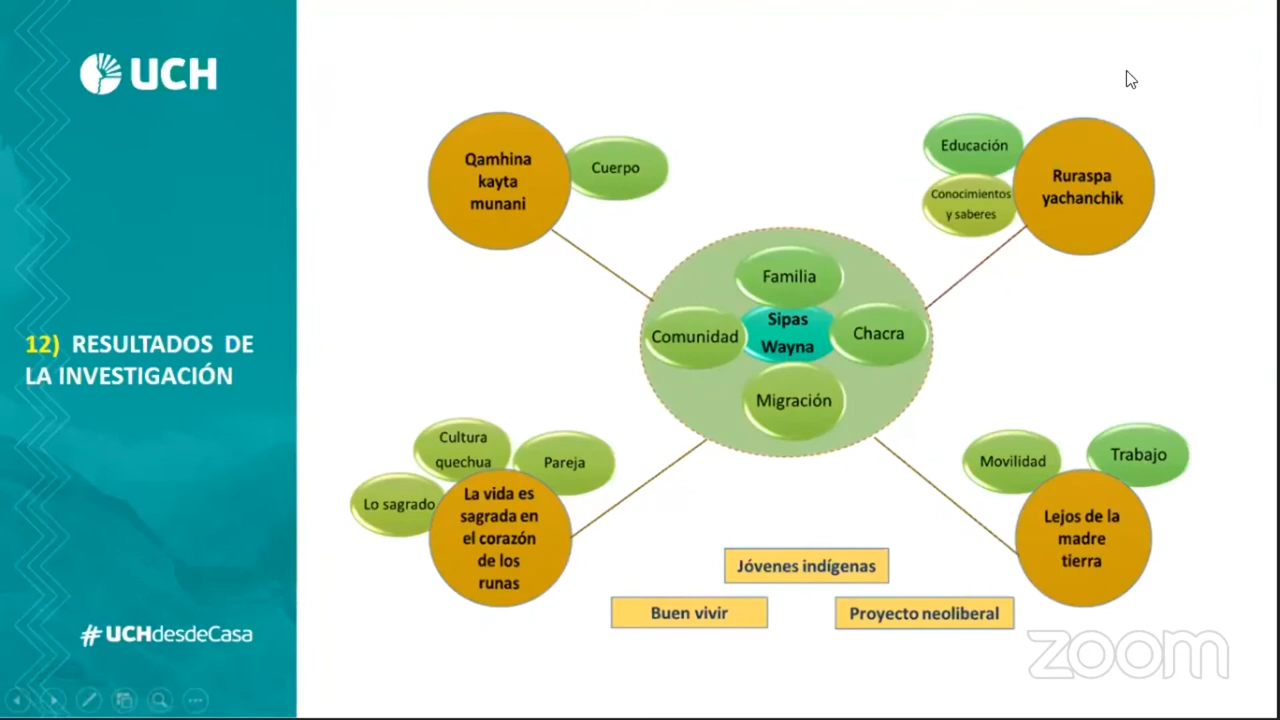 UCH
12) RESULTADOS DE
LA INVESTIGACIÓN
#UCHdesdeCasa
Qamhina
kayta
munani
Cuerpo
Educación
Conocimientos
y saberes
Ruraspa
yachanchik
Familia
Comunidad
Sipas
Wayna
Chacra
Migración
Cultura
quechua
Pareja
Lo sagrado
La vida es
sagrada en
el corazón
de los
runas
Movilidad
Trabajo
Lejos de la
madre
tierra
Jóvenes indígenas
Buen vivir
Proyecto neoliberal
zoom